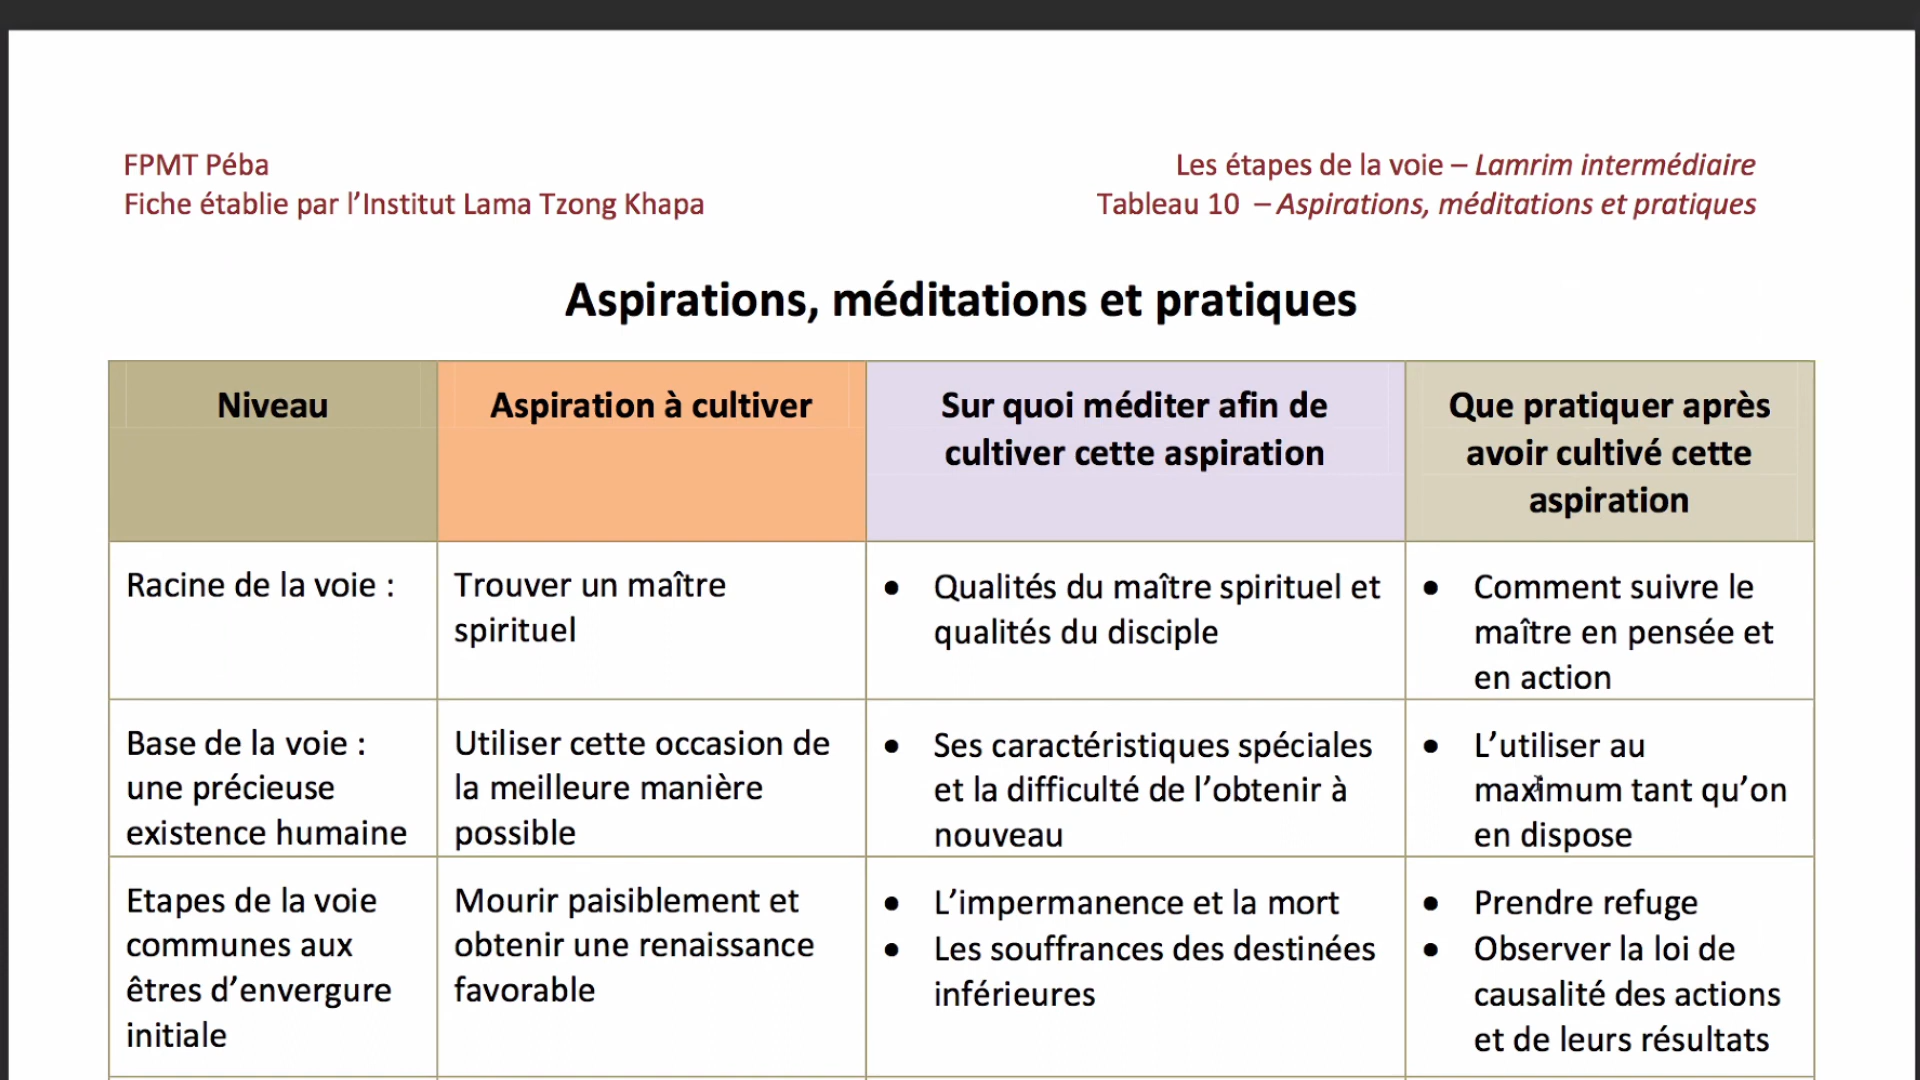 FPMT Péba
Fiche établie par l’Institut Lama Tzong Khapa
Les étapes de la voie – Lamrim intermédiaire
Tableau 10 – Aspirations, méditations et pratiques
Aspirations, méditations et pratiques
Niveau
Aspiration à cultiver
Sur quoi méditer afin de
cultiver cette aspiration
Que pratiquer après
avoir cultivé cette
aspiration
Racine de la voie :
Trouver un maître
spirituel
• Qualités du maître spirituel et
qualités du disciple
• Comment suivre le
maître en pensée et
en action
Base de la voie :
une précieuse
existence humaine
Utiliser cette occasion de
la meilleure manière
possible
• Ses caractéristiques spéciales
et la difficulté de l’obtenir à
nouveau
• L’utiliser au
maximum tant qu’on
en dispose
Etapes de la voie
communes aux
êtres d’envergure
initiale
Mourir paisiblement et
obtenir une renaissance
favorable
• L’impermanence et la mort
• Les souffrances des destinées
inférieures
• Prendre refuge
• Observer la loi de
causalité des actions
et de leurs résultats